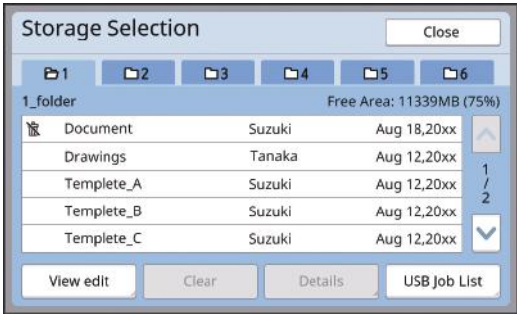 Storage Selection Close
1 2 3 4 5 6
1_folder Free Area: 11339MB (75%)
Document Suzuki Aug 18,20xx
Drawings Tanaka Aug 12,20xx
Templete_A Suzuki Aug 12,20xx
Templete_B Suzuki Aug 12,20xx
Templete_C Suzuki Aug 12,20xx
1
/
2
View edit Clear Details USB Job List